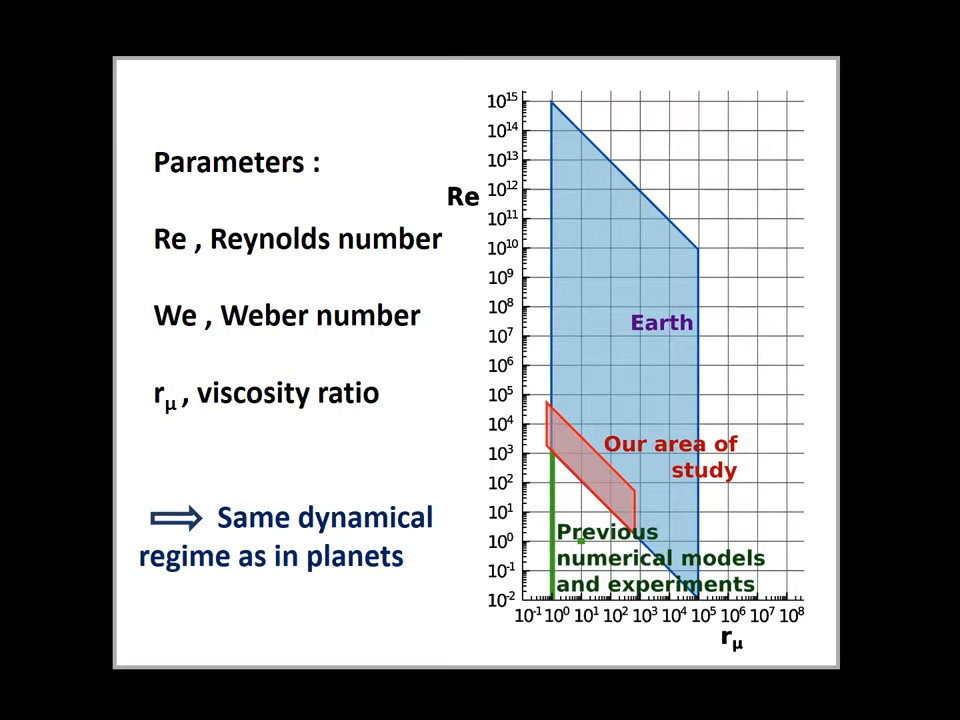 Parameters :
Re , Reynolds number
We , Weber number
rμ , viscosity ratio
Same dynamical
regime as in planets
Re
10¹⁵
10¹⁴
10¹³
10¹²
10¹¹
10¹⁰
10⁹
10⁸
10⁷
10⁶
10⁵
10⁴
10³
10²
10¹
10⁰
10⁻¹
10⁻²
Earth
Our area of
study
Previous
numerical models
and experiments
10⁻¹ 10⁰ 10¹ 10² 10³ 10⁴ 10⁵ 10⁶ 10⁷ 10⁸
rμ